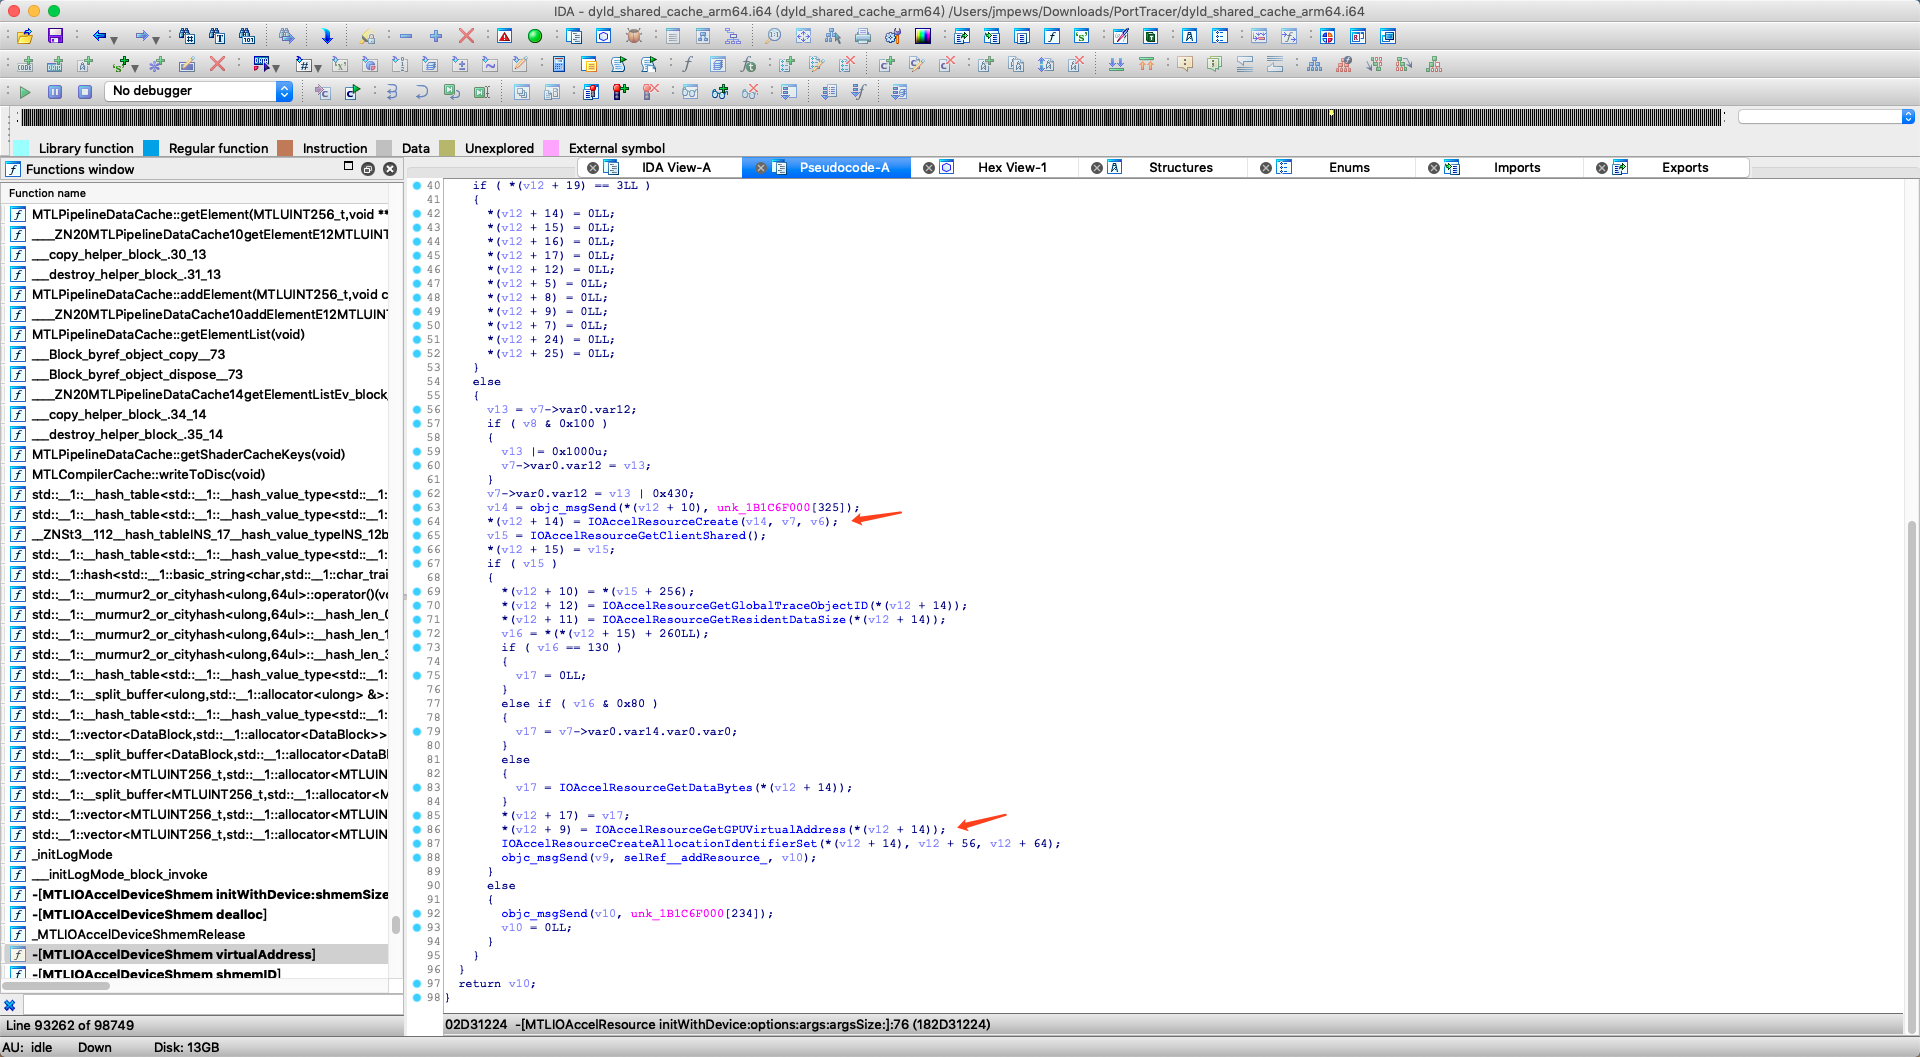 IDA - dyld_shared_cache_arm64.i64 (dyld_shared_cache_arm64) /Users/jmpews/Downloads/PortTracer/dyld_shared_cache_arm64.i64
No debugger
Library function
Regular function
Instruction
Data
Unexplored
External symbol
Functions window
IDA View-A
Pseudocode-A
Hex View-1
Structures
Enums
Imports
Exports
Function name
MTLPipelineDataCache::getElement(MTLUINT256_t,void **
____ZN20MTLPipelineDataCache10getElementE12MTLUINT
___copy_helper_block_.30_13
___destroy_helper_block_.31_13
MTLPipelineDataCache::addElement(MTLUINT256_t,void c
____ZN20MTLPipelineDataCache10addElementE12MTLUIN
MTLPipelineDataCache::getElementList(void)
___Block_byref_object_copy__73
___Block_byref_object_dispose__73
____ZN20MTLPipelineDataCache14getElementListEv_block_
___copy_helper_block_.34_14
___destroy_helper_block_.35_14
MTLPipelineDataCache::getShaderCacheKeys(void)
MTLCompilerCache::writeToDisc(void)
std::__1::__hash_table<std::__1::__hash_value_type<std::__1:
std::__1::__hash_table<std::__1::__hash_value_type<std::__1:
__ZNSt3__112__hash_tableINS_17__hash_value_typeINS_12b
std::__1::__hash_table<std::__1::__hash_value_type<std::__1:
std::__1::hash<std::__1::basic_string<char,std::__1::char_trai
std::__1::__murmur2_or_cityhash<ulong,64ul>::operator()(vo
std::__1::__murmur2_or_cityhash<ulong,64ul>::__hash_len_0
std::__1::__murmur2_or_cityhash<ulong,64ul>::__hash_len_1
std::__1::__murmur2_or_cityhash<ulong,64ul>::__hash_len_3
std::__1::__hash_table<std::__1::__hash_value_type<std::__1:
std::__1::__split_buffer<ulong,std::__1::allocator<ulong> &>:
std::__1::__hash_table<std::__1::__hash_value_type<std::__1:
std::__1::vector<DataBlock,std::__1::allocator<DataBlock>>
std::__1::__split_buffer<DataBlock,std::__1::allocator<DataBl
std::__1::vector<MTLUINT256_t,std::__1::allocator<MTLUIN
std::__1::__split_buffer<MTLUINT256_t,std::__1::allocator<M
std::__1::vector<MTLUINT256_t,std::__1::allocator<MTLUIN
std::__1::vector<MTLUINT256_t,std::__1::allocator<MTLUIN
_initLogMode
___initLogMode_block_invoke
-[MTLIOAccelDeviceShmem initWithDevice:shmemSize
-[MTLIOAccelDeviceShmem dealloc]
_MTLIOAccelDeviceShmemRelease
-[MTLIOAccelDeviceShmem virtualAddress]
-[MTLIOAccelDeviceShmem shmemID]
Line 93262 of 98749
40 if ( *(v12 + 19) == 3LL )
41 {
42 *(v12 + 14) = 0LL;
43 *(v12 + 15) = 0LL;
44 *(v12 + 16) = 0LL;
45 *(v12 + 17) = 0LL;
46 *(v12 + 12) = 0LL;
47 *(v12 + 5) = 0LL;
48 *(v12 + 8) = 0LL;
49 *(v12 + 9) = 0LL;
50 *(v12 + 7) = 0LL;
51 *(v12 + 24) = 0LL;
52 *(v12 + 25) = 0LL;
53 }
54 else
55 {
56 v13 = v7->var0.var12;
57 if ( v8 & 0x100 )
58 {
59 v13 |= 0x1000u;
60 v7->var0.var12 = v13;
61 }
62 v7->var0.var12 = v13 | 0x430;
63 v14 = objc_msgSend(*(v12 + 10), unk_1B1C6F000[325]);
64 *(v12 + 14) = IOAccelResourceCreate(v14, v7, v6);
65 v15 = IOAccelResourceGetClientShared();
66 *(v12 + 15) = v15;
67 if ( v15 )
68 {
69 *(v12 + 10) = *(v15 + 256);
70 *(v12 + 12) = IOAccelResourceGetGlobalTraceObjectID(*(v12 + 14));
71 *(v12 + 11) = IOAccelResourceGetResidentDataSize(*(v12 + 14));
72 v16 = *(*(v12 + 15) + 260LL);
73 if ( v16 == 130 )
74 {
75 v17 = 0LL;
76 }
77 else if ( v16 & 0x80 )
78 {
79 v17 = v7->var0.var14.var0.var0;
80 }
81 else
82 {
83 v17 = IOAccelResourceGetDataBytes(*(v12 + 14));
84 }
85 *(v12 + 17) = v17;
86 *(v12 + 9) = IOAccelResourceGetGPUVirtualAddress(*(v12 + 14));
87 IOAccelResourceCreateAllocationIdentifierSet(*(v12 + 14), v12 + 56, v12 + 64);
88 objc_msgSend(v9, selRef__addResource_, v10);
89 }
90 else
91 {
92 objc_msgSend(v10, unk_1B1C6F000[234]);
93 v10 = 0LL;
94 }
95 }
96 }
97 return v10;
98 }
02D31224 -[MTLIOAccelResource initWithDevice:options:args:argsSize:]:76 (182D31224)
AU: idle Down Disk: 13GB